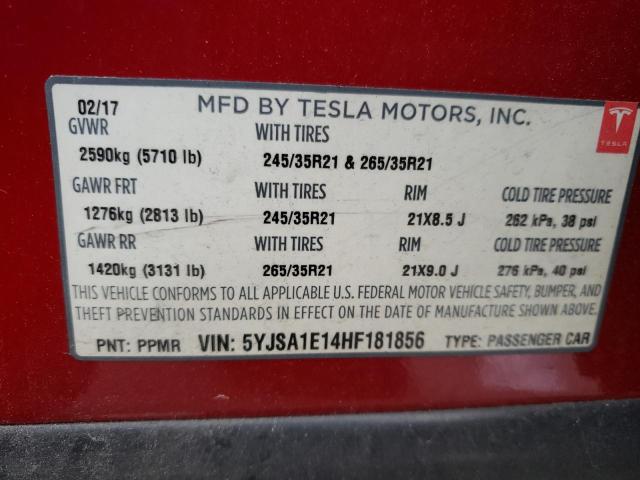 02/17 MFD BY TESLA MOTORS, INC.
GVWR WITH TIRES
2590kg (5710 lb) 245/35R21 & 265/35R21
TESLA
GAWR FRT WITH TIRES RIM COLD TIRE PRESSURE
1276kg (2813 lb) 245/35R21 21X8.5 J 262 kPa, 38 psi
GAWR RR WITH TIRES RIM COLD TIRE PRESSURE
1420kg (3131 lb) 265/35R21 21X9.0 J 276 kPa, 40 psi
THIS VEHICLE CONFORMS TO ALL APPLICABLE U.S. FEDERAL MOTOR VEHICLE SAFETY, BUMPER, AND
THEFT PREVENTION STANDARDS IN EFFECT ON THE DATE OF MANUFACTURE SHOWN ABOVE.
PNT: PPMR VIN: 5YJSA1E14HF181856 TYPE: PASSENGER CAR